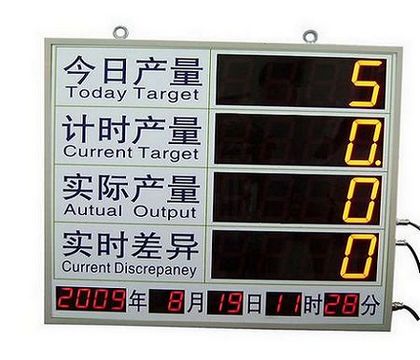 今日产量 5
Today Target
计时产量 0.
Current Target
实际产量 0
Autual Output
实时差异 0
Current Discrepaney
2009年 8月19日11时28分